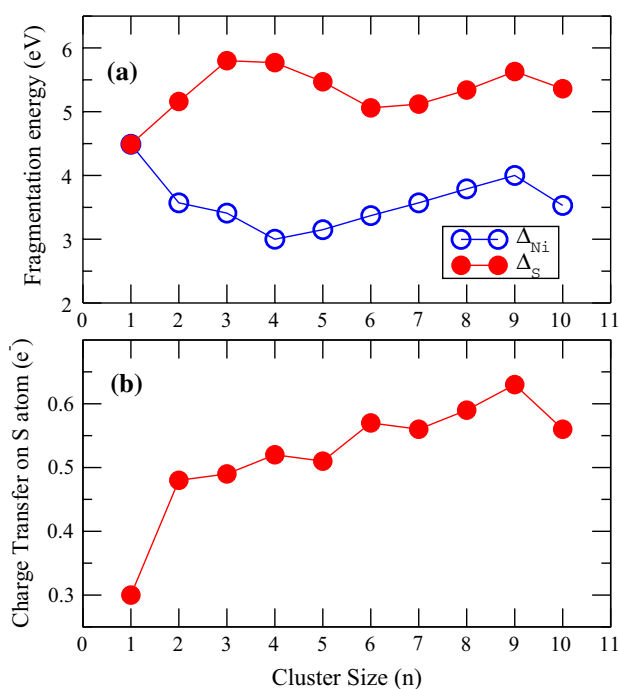 Fragmentation energy (eV)
(a)
6
5
4
3
2
Δ_Ni
Δ_S
0 1 2 3 4 5 6 7 8 9 10 11
Charge Transfer on S atom (e⁻)
(b)
0.6
0.5
0.4
0.3
0 1 2 3 4 5 6 7 8 9 10 11
Cluster Size (n)